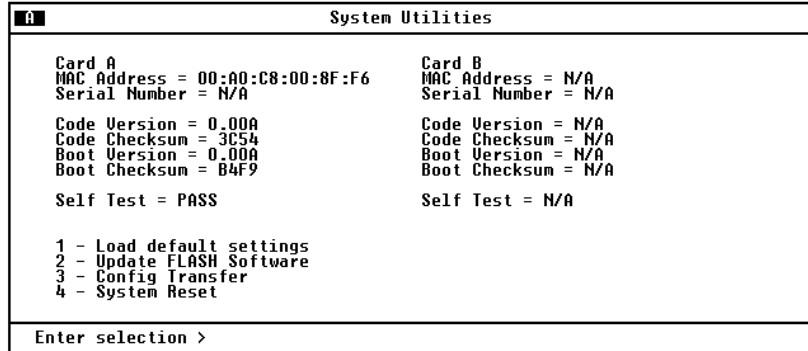 A System Utilities
Card A Card B
MAC Address = 00:A0:C8:00:8F:F6 MAC Address = N/A
Serial Number = N/A Serial Number = N/A
Code Version = 0.00A Code Version = N/A
Code Checksum = 3C54 Code Checksum = N/A
Boot Version = 0.00A Boot Version = N/A
Boot Checksum = B4F9 Boot Checksum = N/A
Self Test = PASS Self Test = N/A
1 - Load default settings
2 - Update FLASH Software
3 - Config Transfer
4 - System Reset
Enter selection >